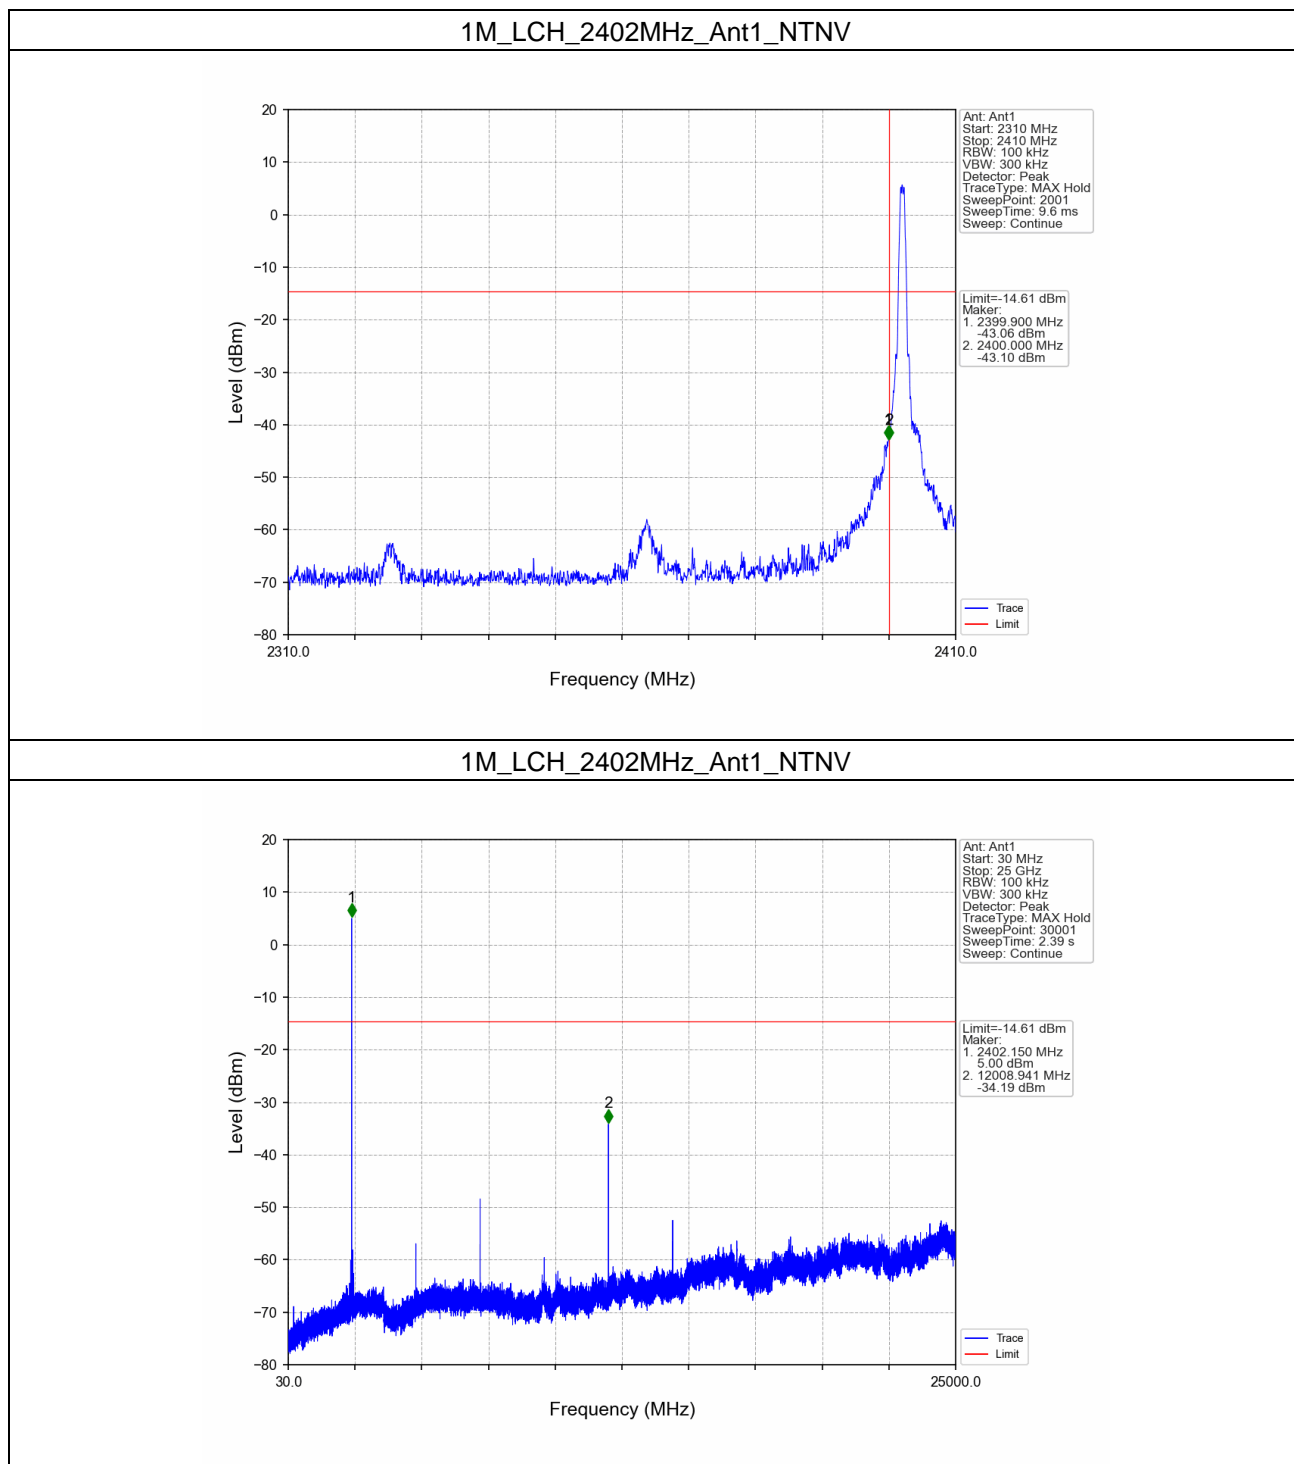 1M_LCH_2402MHz_Ant1_NTNV
20
10
0
−10
−20
−30
−40
−50
−60
−70
−80
Level (dBm)
2310.0
2410.0
Frequency (MHz)
2
Ant: Ant1
Start: 2310 MHz
Stop: 2410 MHz
RBW: 100 kHz
VBW: 300 kHz
Detector: Peak
TraceType: MAX Hold
SweepPoint: 2001
SweepTime: 9.6 ms
Sweep: Continue
Limit=-14.61 dBm
Maker:
1. 2399.900 MHz
-43.06 dBm
2. 2400.000 MHz
-43.10 dBm
Trace
Limit
1M_LCH_2402MHz_Ant1_NTNV
20
10
0
−10
−20
−30
−40
−50
−60
−70
−80
Level (dBm)
30.0
25000.0
Frequency (MHz)
1
2
Ant: Ant1
Start: 30 MHz
Stop: 25 GHz
RBW: 100 kHz
VBW: 300 kHz
Detector: Peak
TraceType: MAX Hold
SweepPoint: 30001
SweepTime: 2.39 s
Sweep: Continue
Limit=-14.61 dBm
Maker:
1. 2402.150 MHz
5.00 dBm
2. 12008.941 MHz
-34.19 dBm
Trace
Limit